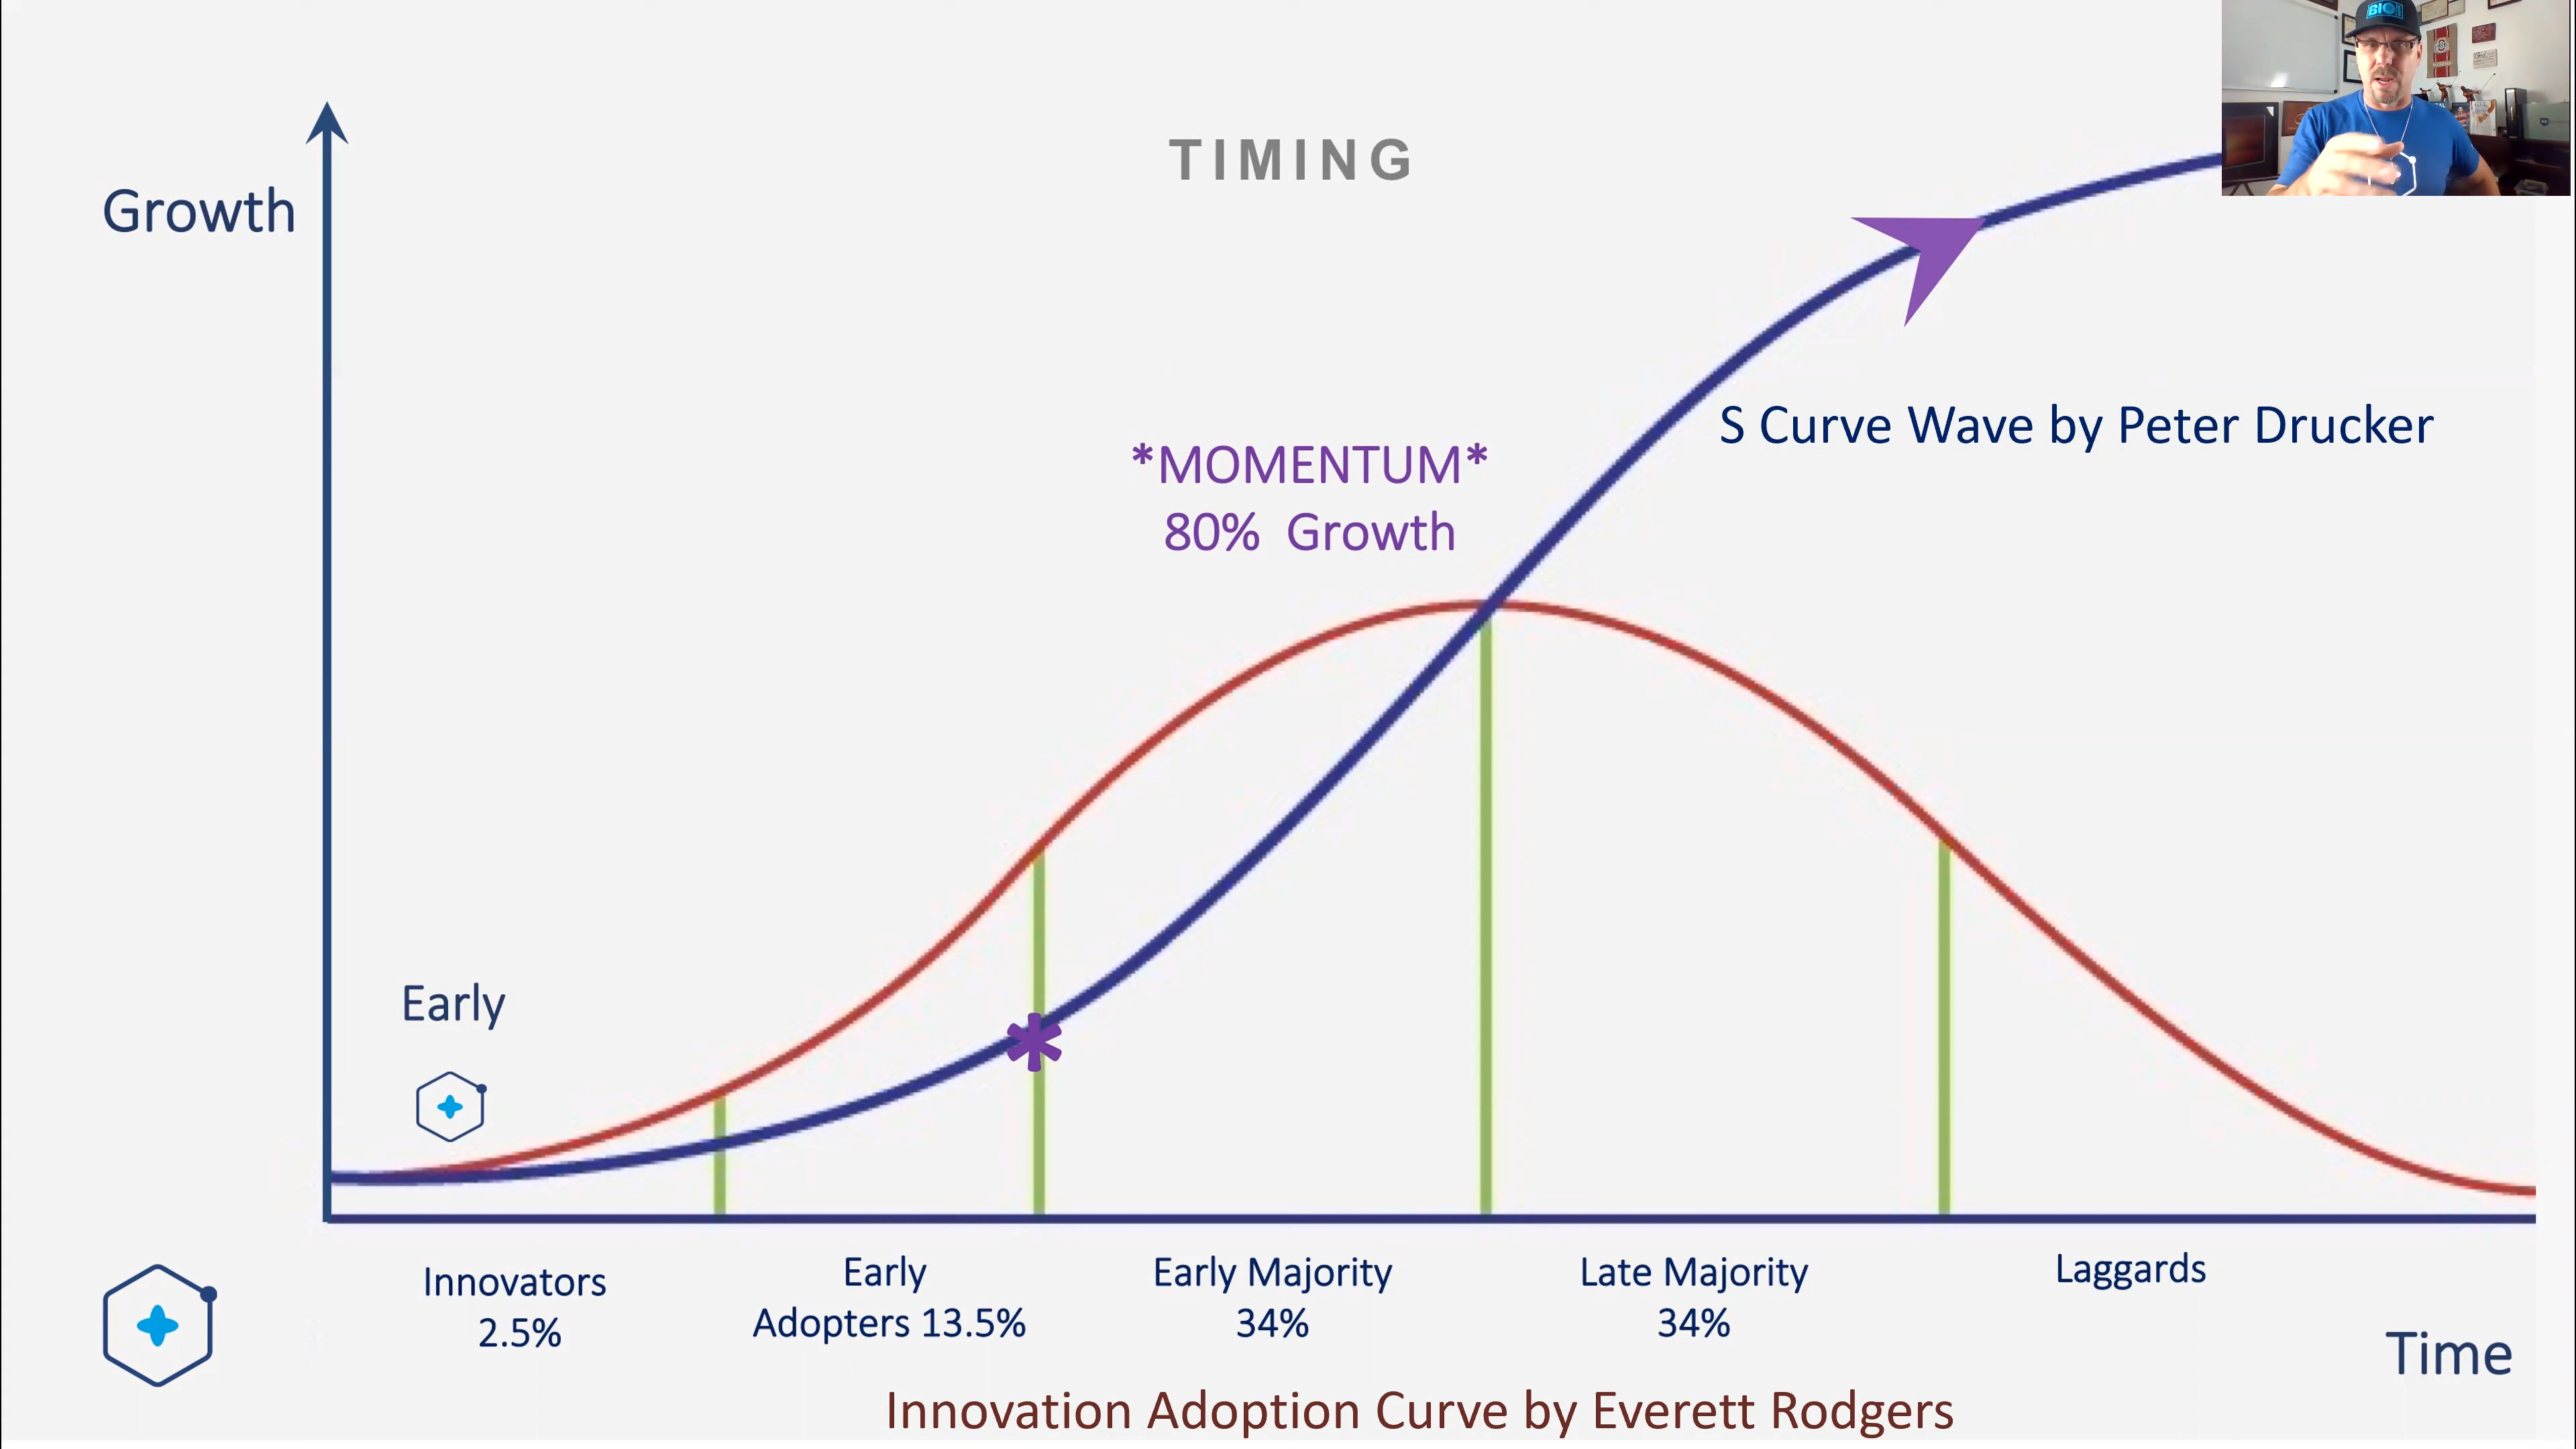 TIMING
Growth
BIO
S Curve Wave by Peter Drucker
*MOMENTUM*
80% Growth
Early
*
Innovators
2.5%
Early
Adopters 13.5%
Early Majority
34%
Late Majority
34%
Laggards
Time
Innovation Adoption Curve by Everett Rodgers